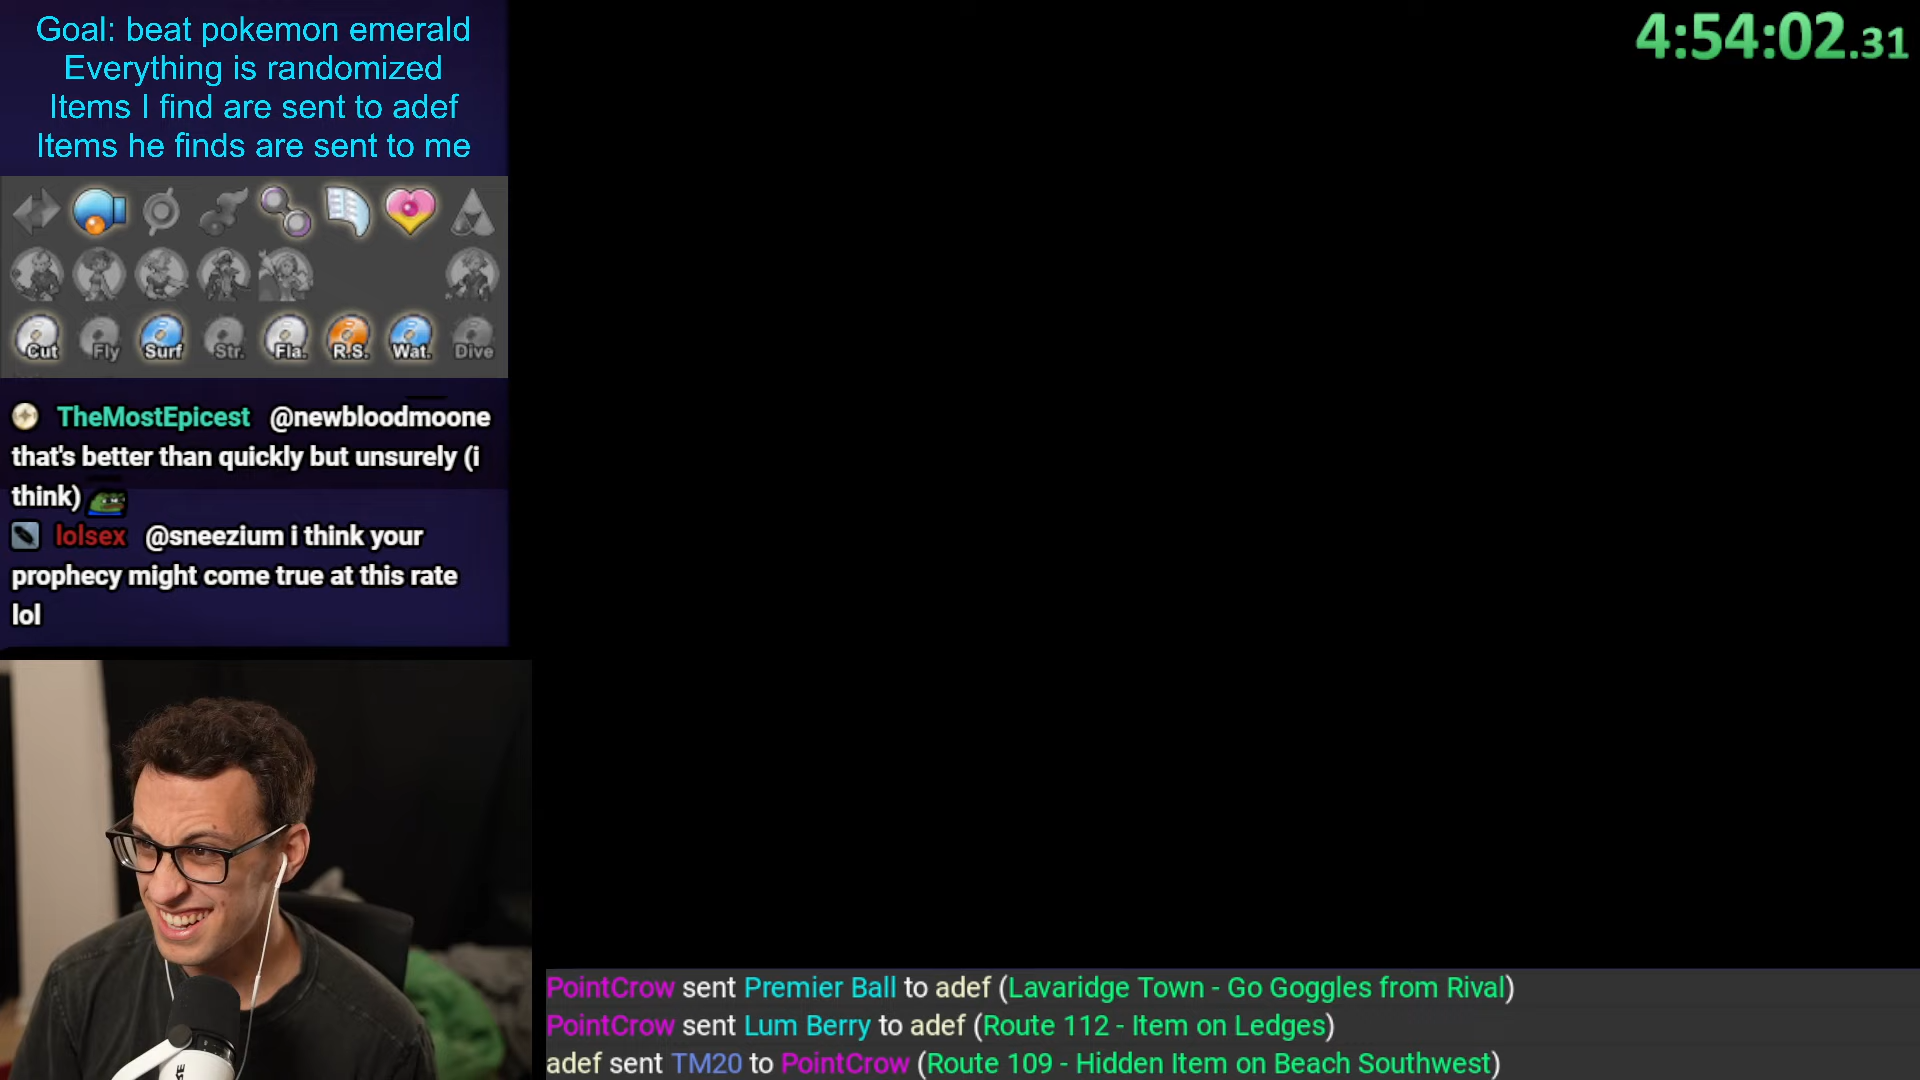 Goal: beat pokemon emerald
Everything is randomized
Items I find are sent to adef
Items he finds are sent to me
4:54:02.31
Cut Fly Surf Str. Fla. R.S. Wat. Dive
TheMostEpicest @newbloodmoone
that's better than quickly but unsurely (i
think)
lolsex @sneezium i think your
prophecy might come true at this rate
lol
PointCrow sent Premier Ball to adef (Lavaridge Town - Go Goggles from Rival)
PointCrow sent Lum Berry to adef (Route 112 - Item on Ledges)
adef sent TM20 to PointCrow (Route 109 - Hidden Item on Beach Southwest)